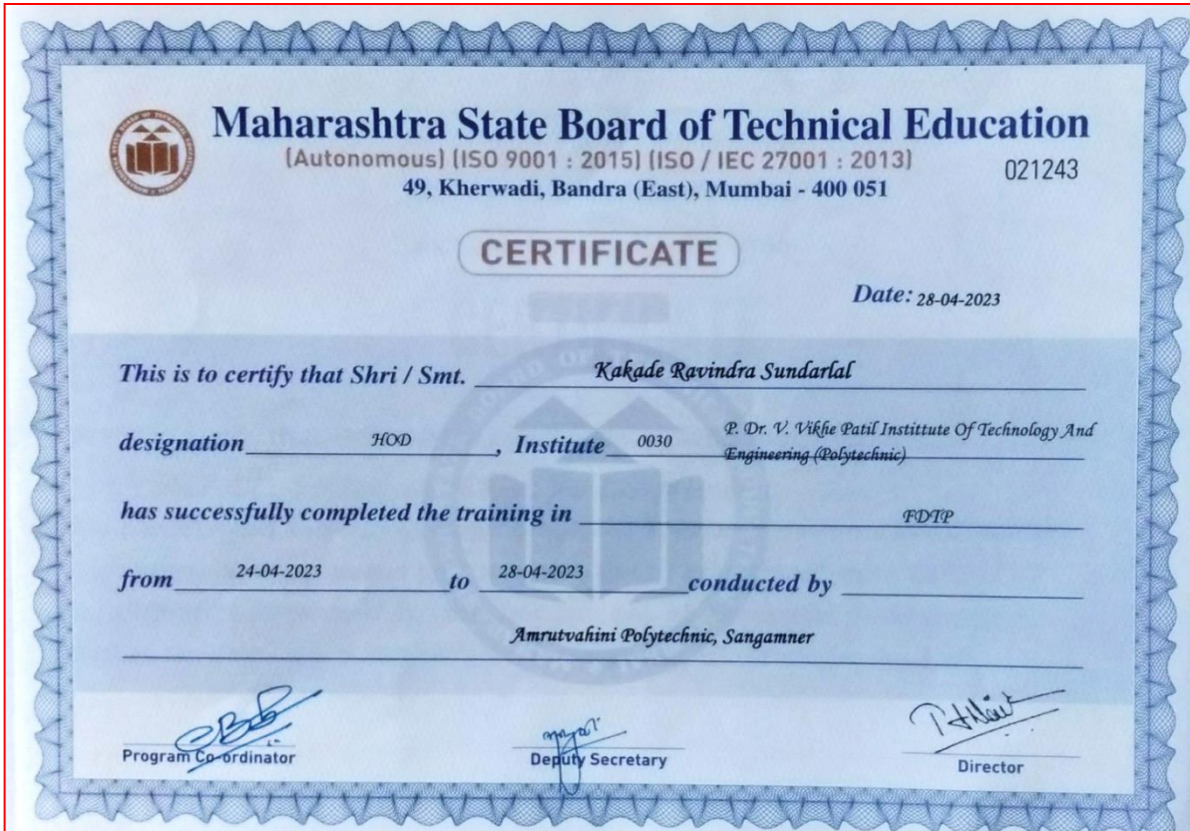 Maharashtra State Board of Technical Education
(Autonomous) (ISO 9001 : 2015) (ISO / IEC 27001 : 2013)
021243
49, Kherwadi, Bandra (East), Mumbai - 400 051
CERTIFICATE
Date: 28-04-2023
This is to certify that Shri / Smt. Kakade Ravindra Sundarlal
designation HOD , Institute 0030 P. Dr. V. Vikhe Patil Instittute Of Technology And
Engineering (Polytechnic)
has successfully completed the training in FDTP
from 24-04-2023 to 28-04-2023 conducted by
Amrutvahini Polytechnic, Sangamner
Program Co-ordinator
Deputy Secretary
Director